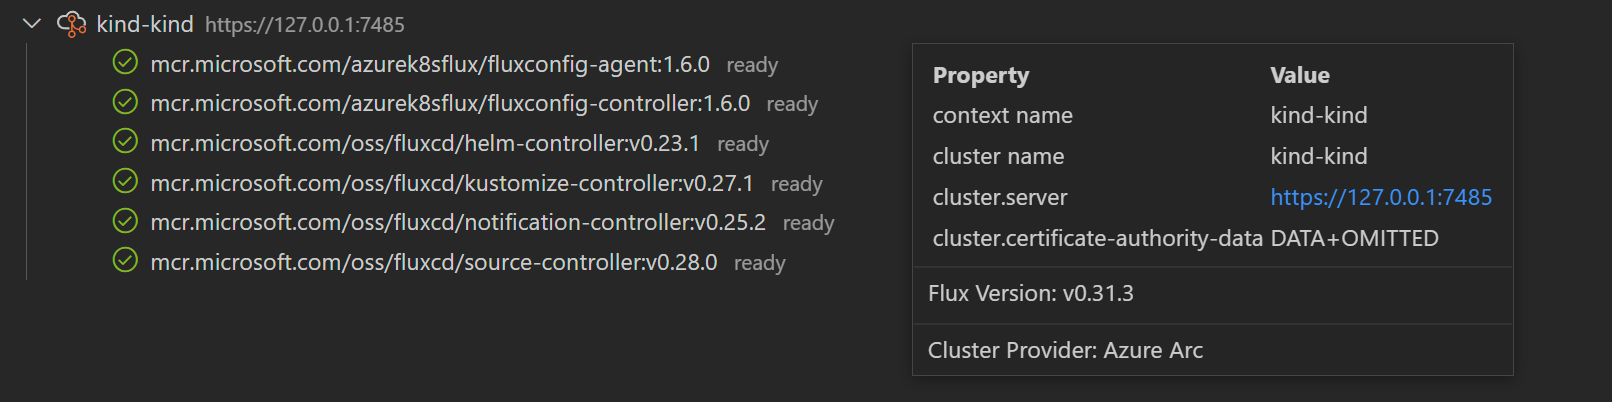 kind-kind https://127.0.0.1:7485
mcr.microsoft.com/azurek8sflux/fluxconfig-agent:1.6.0 ready
mcr.microsoft.com/azurek8sflux/fluxconfig-controller:1.6.0 ready
mcr.microsoft.com/oss/fluxcd/helm-controller:v0.23.1 ready
mcr.microsoft.com/oss/fluxcd/kustomize-controller:v0.27.1 ready
mcr.microsoft.com/oss/fluxcd/notification-controller:v0.25.2 ready
mcr.microsoft.com/oss/fluxcd/source-controller:v0.28.0 ready
Property Value
context name kind-kind
cluster name kind-kind
cluster.server https://127.0.0.1:7485
cluster.certificate-authority-data DATA+OMITTED
Flux Version: v0.31.3
Cluster Provider: Azure Arc